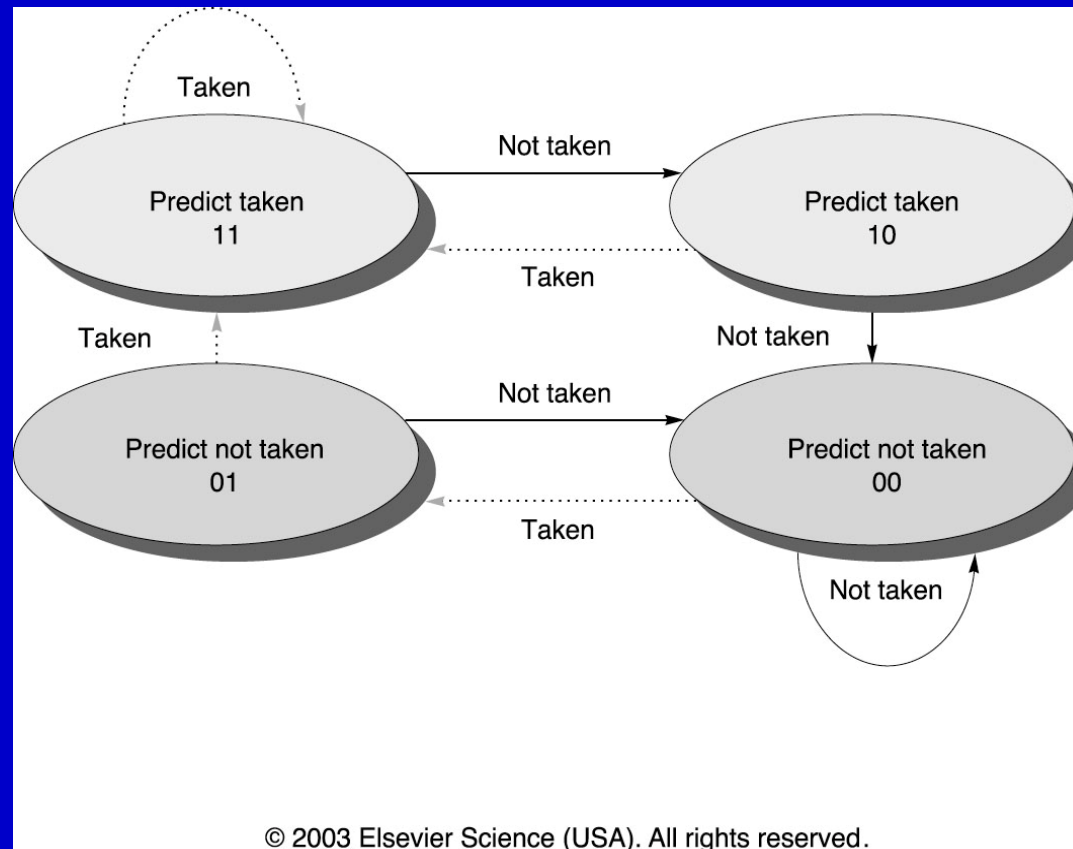 Taken
Not taken
Predict taken
11
Predict taken
10
Taken
Taken
Not taken
Not taken
Predict not taken
01
Predict not taken
00
Taken
Not taken
© 2003 Elsevier Science (USA). All rights reserved.